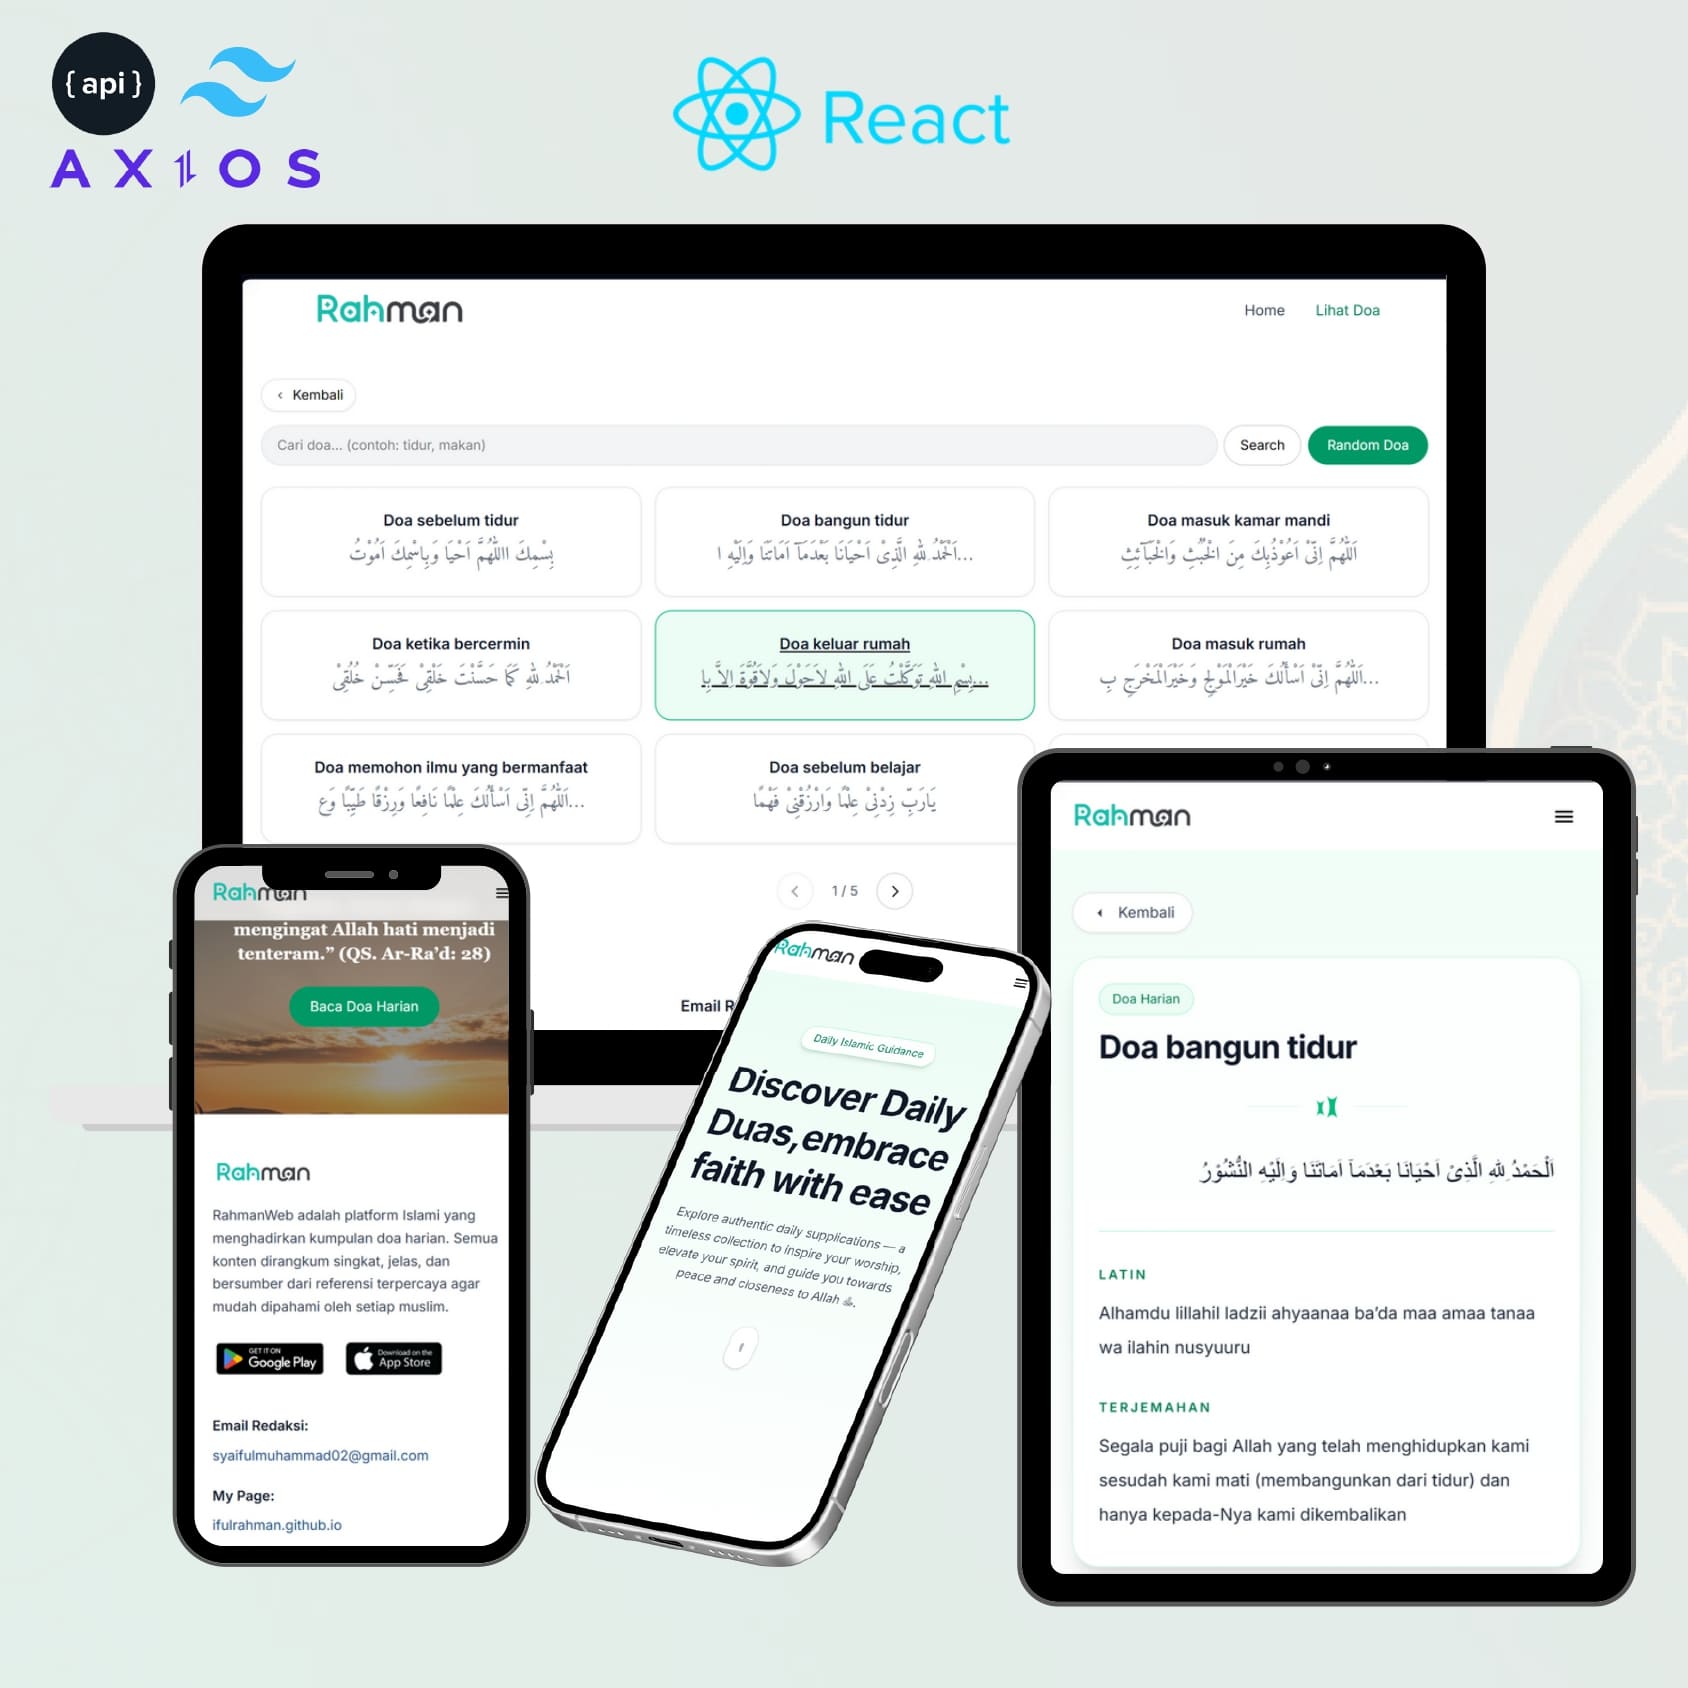 { api }
AXIOS
React
Rahman
Home
Lihat Doa
‹ Kembali
Cari doa... (contoh: tidur, makan)
Search
Random Doa
Doa sebelum tidur
بِسْمِكَ االلّٰهُمَّ اَحْيَا وَبِاسْمِكَ اَمُوْتُ
Doa bangun tidur
اَلْحَمْدُ لِلهِ الَّذِىْ اَحْيَانَا بَعْدَمَآ اَمَاتَنَا وَاِلَيْهِ ا...
Doa masuk kamar mandi
اَللّٰهُمَّ اِنِّىْ اَعُوْذُبِكَ مِنَ الْخُبُثِ وَالْخَبَآئِثِ
Doa ketika bercermin
اَلْحَمْدُ لِلهِ كَمَا حَسَّنْتَ خَلْقِىْ فَحَسِّنْ خُلُقِىْ
Doa keluar rumah
بِسْمِ اللهِ تَوَكَّلْتُ عَلَى اللهِ لاَحَوْلَ وَلاَقُوَّةَ اِلاَّ بِا...
Doa masuk rumah
اَللّٰهُمَّ اِنِّىْ اَسْأَلُكَ خَيْرَالْمَوْلِجِ وَخَيْرَالْمَخْرَجِ بِ...
Doa memohon ilmu yang bermanfaat
اَللّٰهُمَّ اِنِّى اَسْأَلُكَ عِلْمًا نَافِعًا وَرِزْقًا طَيِّبًا وَع...
Doa sebelum belajar
يَارَبِّ زِدْنِىْ عِلْمًا وَارْزُقْنِىْ فَهْمًا
1 / 5
Email R
Rahman
mengingat Allah hati menjadi
tenteram.” (QS. Ar-Ra’d: 28)
Baca Doa Harian
Rahman
RahmanWeb adalah platform Islami yang
menghadirkan kumpulan doa harian. Semua
konten dirangkum singkat, jelas, dan
bersumber dari referensi terpercaya agar
mudah dipahami oleh setiap muslim.
GET IT ON
Google Play
Download on the
App Store
Email Redaksi:
syaifulmuhammad02@gmail.com
My Page:
ifulrahman.github.io
Rahman
Daily Islamic Guidance
Discover Daily
Duas, embrace
faith with ease
Explore authentic daily supplications — a
timeless collection to inspire your worship,
elevate your spirit, and guide you towards
peace and closeness to Allah ﷻ.
Rahman
Kembali
Doa Harian
Doa bangun tidur
اَلْحَمْدُ لِلهِ الَّذِىْ اَحْيَانَا بَعْدَمَآ اَمَاتَنَا وَاِلَيْهِ النُّشُوْرُ
LATIN
Alhamdu lillahil ladzii ahyaanaa ba’da maa amaa tanaa
wa ilahin nusyuuru
TERJEMAHAN
Segala puji bagi Allah yang telah menghidupkan kami
sesudah kami mati (membangunkan dari tidur) dan
hanya kepada-Nya kami dikembalikan